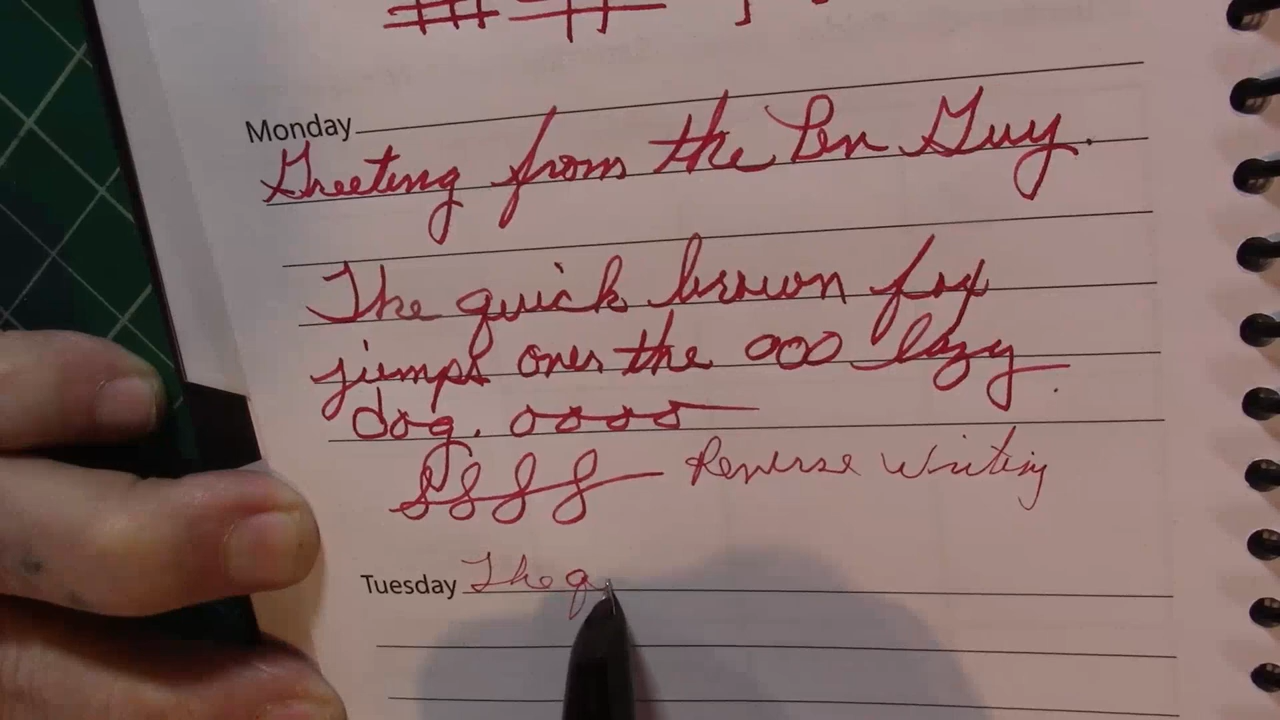 Monday
Greeting from the Pen Guy.
The quick brown fox
jumps over the ooo lazy
dog. oooo
Reverse Writing
Tuesday The q